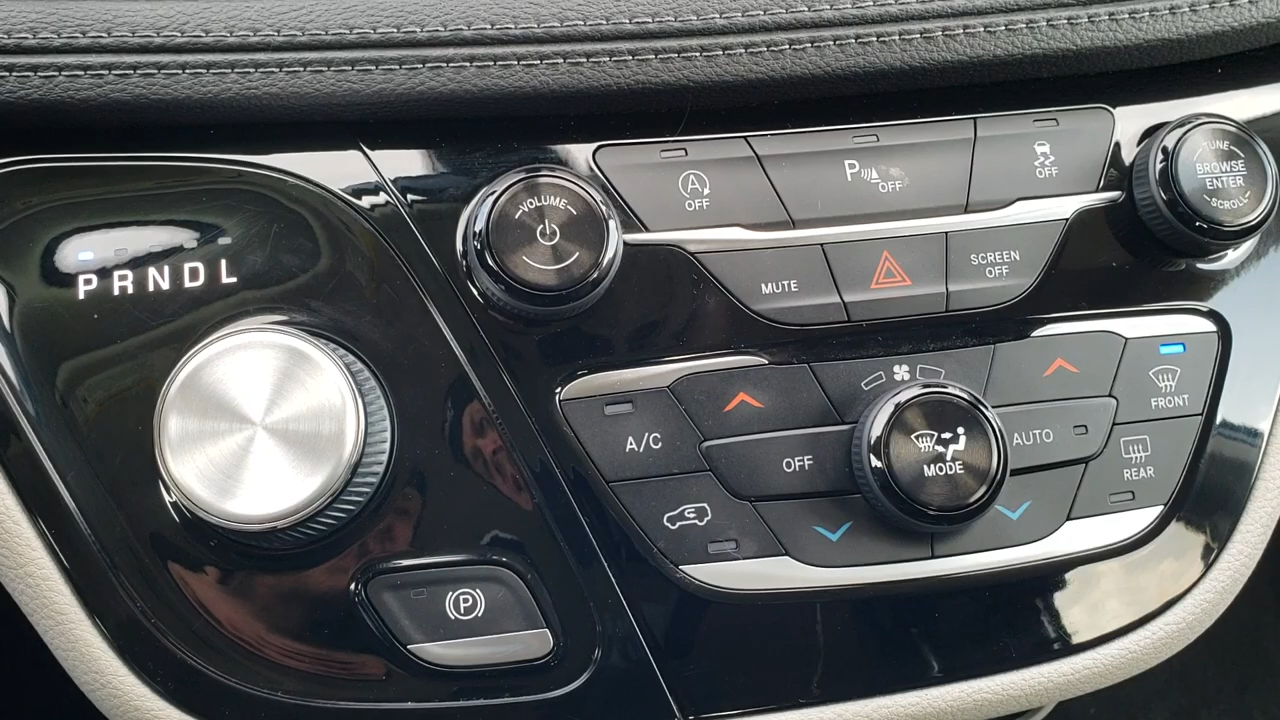 PRNDL
VOLUME
A
OFF
P
OFF
OFF
TUNE
BROWSE
ENTER
SCROLL
MUTE
SCREEN
OFF
A/C
OFF
MODE
AUTO
FRONT
REAR
P